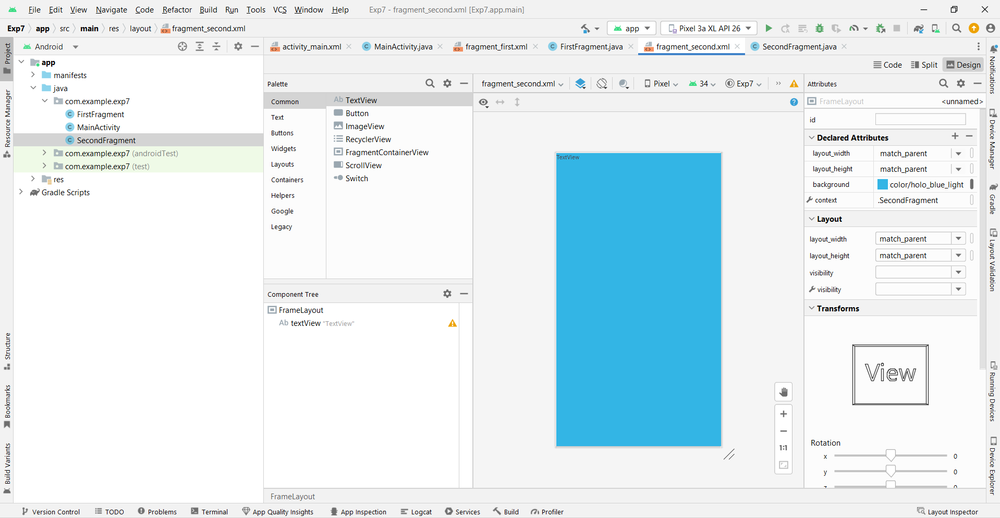 File Edit View Navigate Code Refactor Build Run Tools VCS Window Help Exp7 - fragment_second.xml [Exp7.app.main]
Exp7 app src main res layout fragment_second.xml app Pixel 3a XL API 26
Android activity_main.xml MainActivity.java fragment_first.xml FirstFragment.java fragment_second.xml SecondFragment.java
Code Split Design
Project
Resource Manager
Structure
Bookmarks
Build Variants
app
manifests
java
com.example.exp7
FirstFragment
MainActivity
SecondFragment
com.example.exp7 (androidTest)
com.example.exp7 (test)
res
Gradle Scripts
Palette
Common
Text
Buttons
Widgets
Layouts
Containers
Helpers
Google
Legacy
Ab TextView
Button
ImageView
RecyclerView
FragmentContainerView
ScrollView
Switch
Component Tree
FrameLayout
Ab textView "TextView"
fragment_second.xml Pixel 34 Exp7
TextView
1:1
FrameLayout
Attributes
FrameLayout <unnamed>
id
Declared Attributes
layout_width match_parent
layout_height match_parent
background color/holo_blue_light
context .SecondFragment
Layout
layout_width match_parent
layout_height match_parent
visibility
visibility
Transforms
View
Rotation
x 0
y 0
z 0
Notifications
Device Manager
Gradle
Layout Validation
Running Devices
Device Explorer
Version Control TODO Problems Terminal App Quality Insights App Inspection Logcat Services Build Profiler Layout Inspector